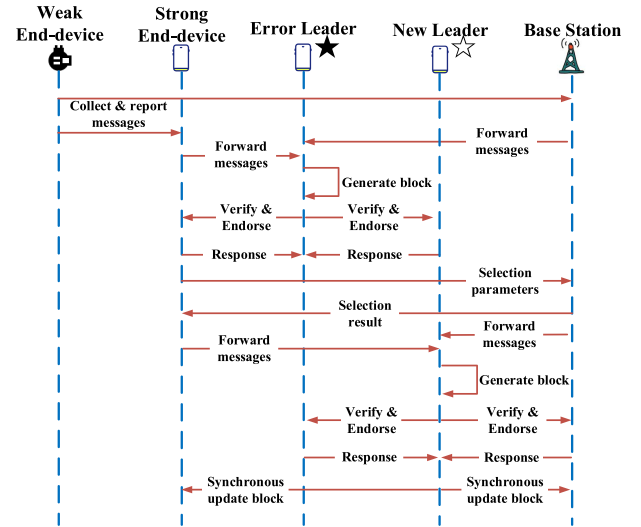 Weak
End-device
Strong
End-device
Error Leader
New Leader
Base Station
Collect & report
messages
Forward
messages
Forward
messages
Generate block
Verify &
Endorse
Verify &
Endorse
Response
Response
Selection
parameters
Selection
result
Forward
messages
Forward
messages
Generate block
Verify &
Endorse
Verify &
Endorse
Response
Response
Synchronous
update block
Synchronous
update block